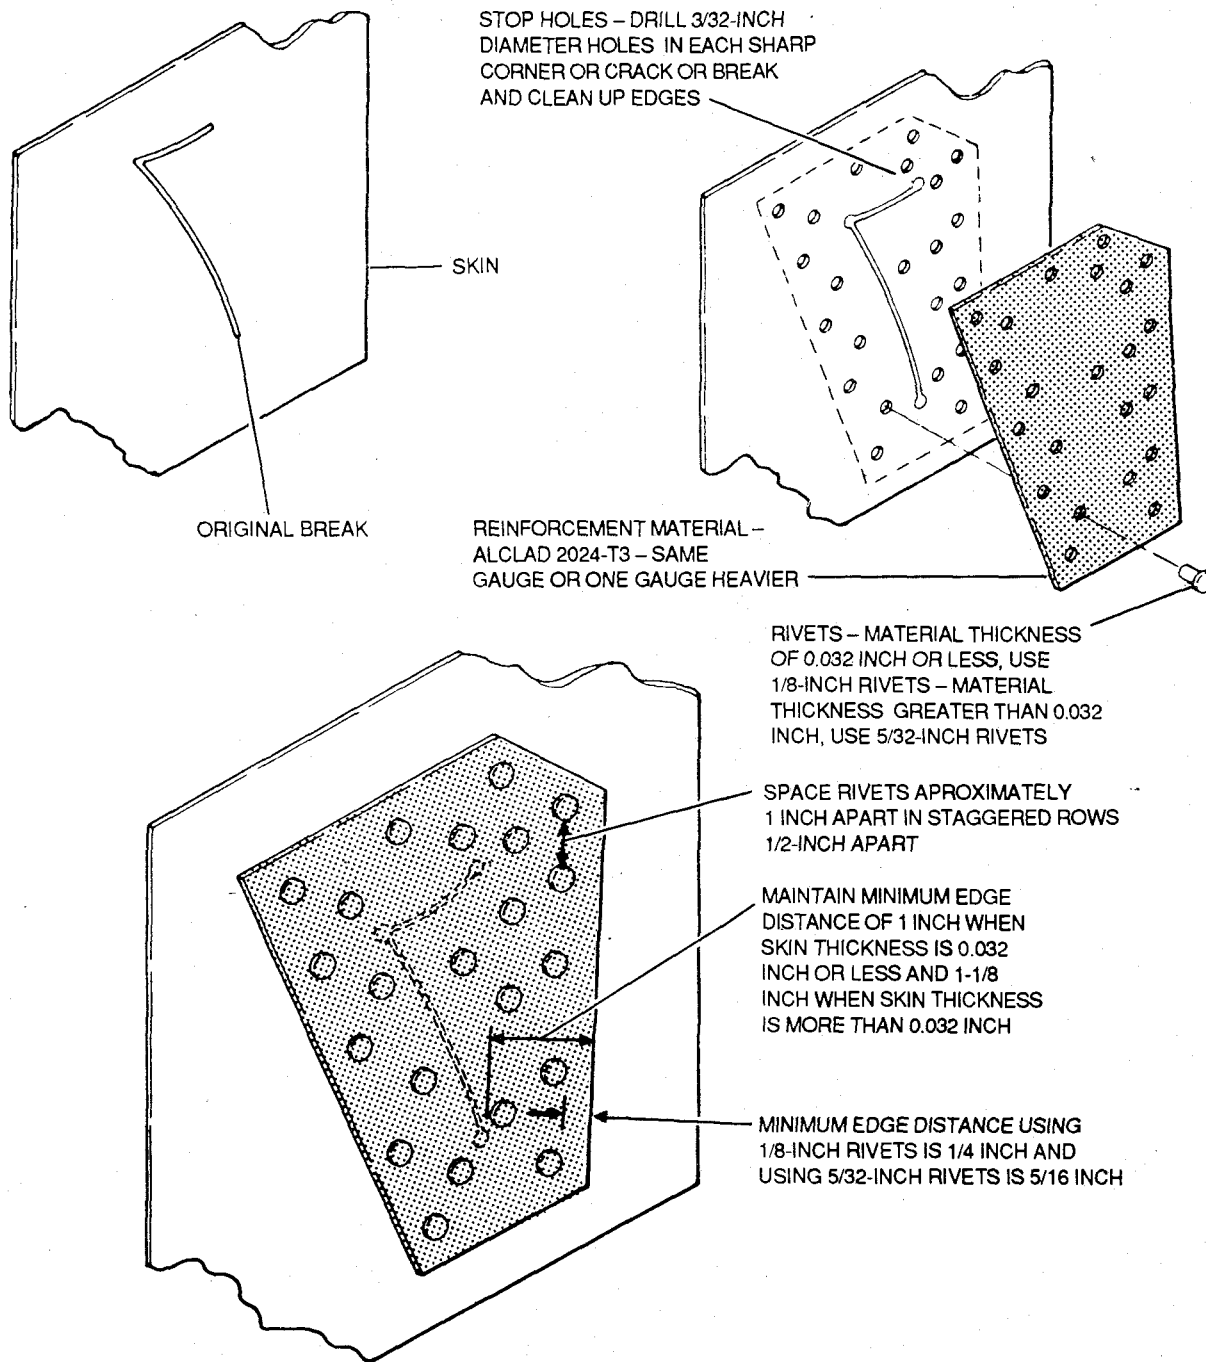 STOP HOLES – DRILL 3/32-INCH
DIAMETER HOLES IN EACH SHARP
CORNER OR CRACK OR BREAK
AND CLEAN UP EDGES
SKIN
ORIGINAL BREAK
REINFORCEMENT MATERIAL –
ALCLAD 2024-T3 – SAME
GAUGE OR ONE GAUGE HEAVIER
RIVETS – MATERIAL THICKNESS
OF 0.032 INCH OR LESS, USE
1/8-INCH RIVETS – MATERIAL
THICKNESS GREATER THAN 0.032
INCH, USE 5/32-INCH RIVETS
SPACE RIVETS APROXIMATELY
1 INCH APART IN STAGGERED ROWS
1/2-INCH APART
MAINTAIN MINIMUM EDGE
DISTANCE OF 1 INCH WHEN
SKIN THICKNESS IS 0.032
INCH OR LESS AND 1-1/8
INCH WHEN SKIN THICKNESS
IS MORE THAN 0.032 INCH
MINIMUM EDGE DISTANCE USING
1/8-INCH RIVETS IS 1/4 INCH AND
USING 5/32-INCH RIVETS IS 5/16 INCH